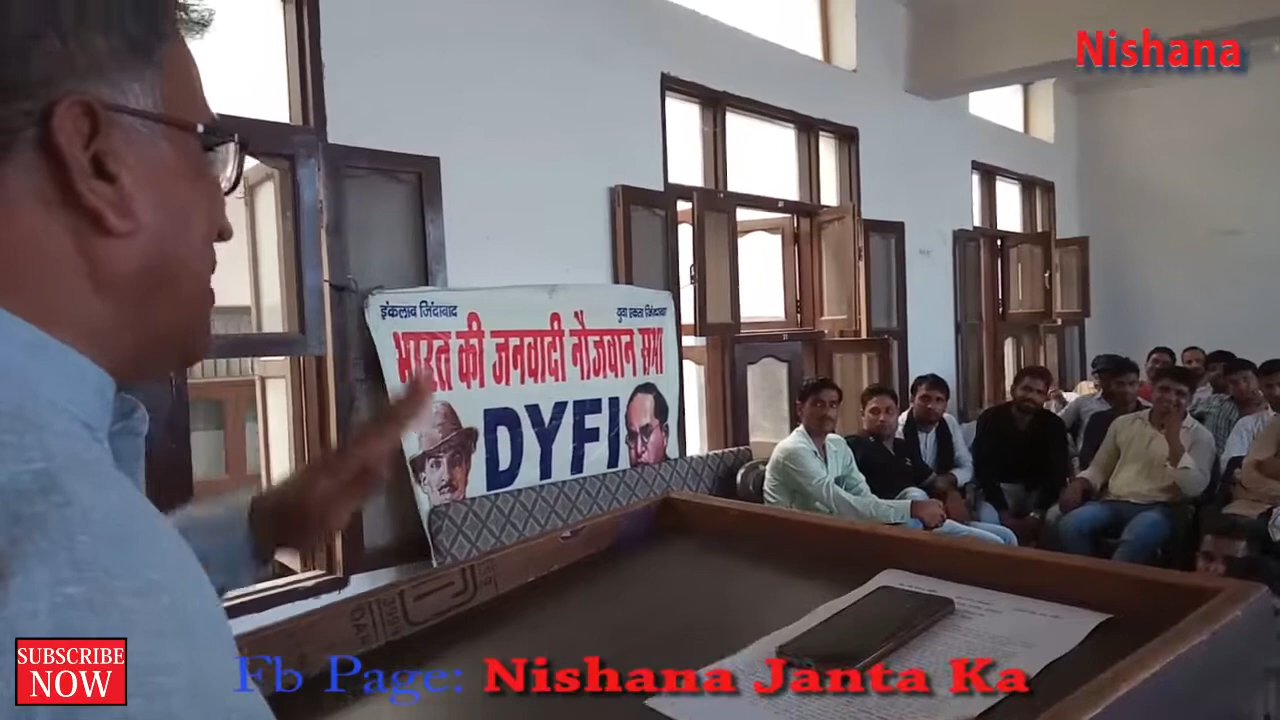 Nishana
इंकलाब जिंदाबाद
युवा एकता जिंदाबाद
भारत की जनवादी नौजवान सभा
DYFI
SUBSCRIBE
NOW
Fb Page: Nishana Janta Ka